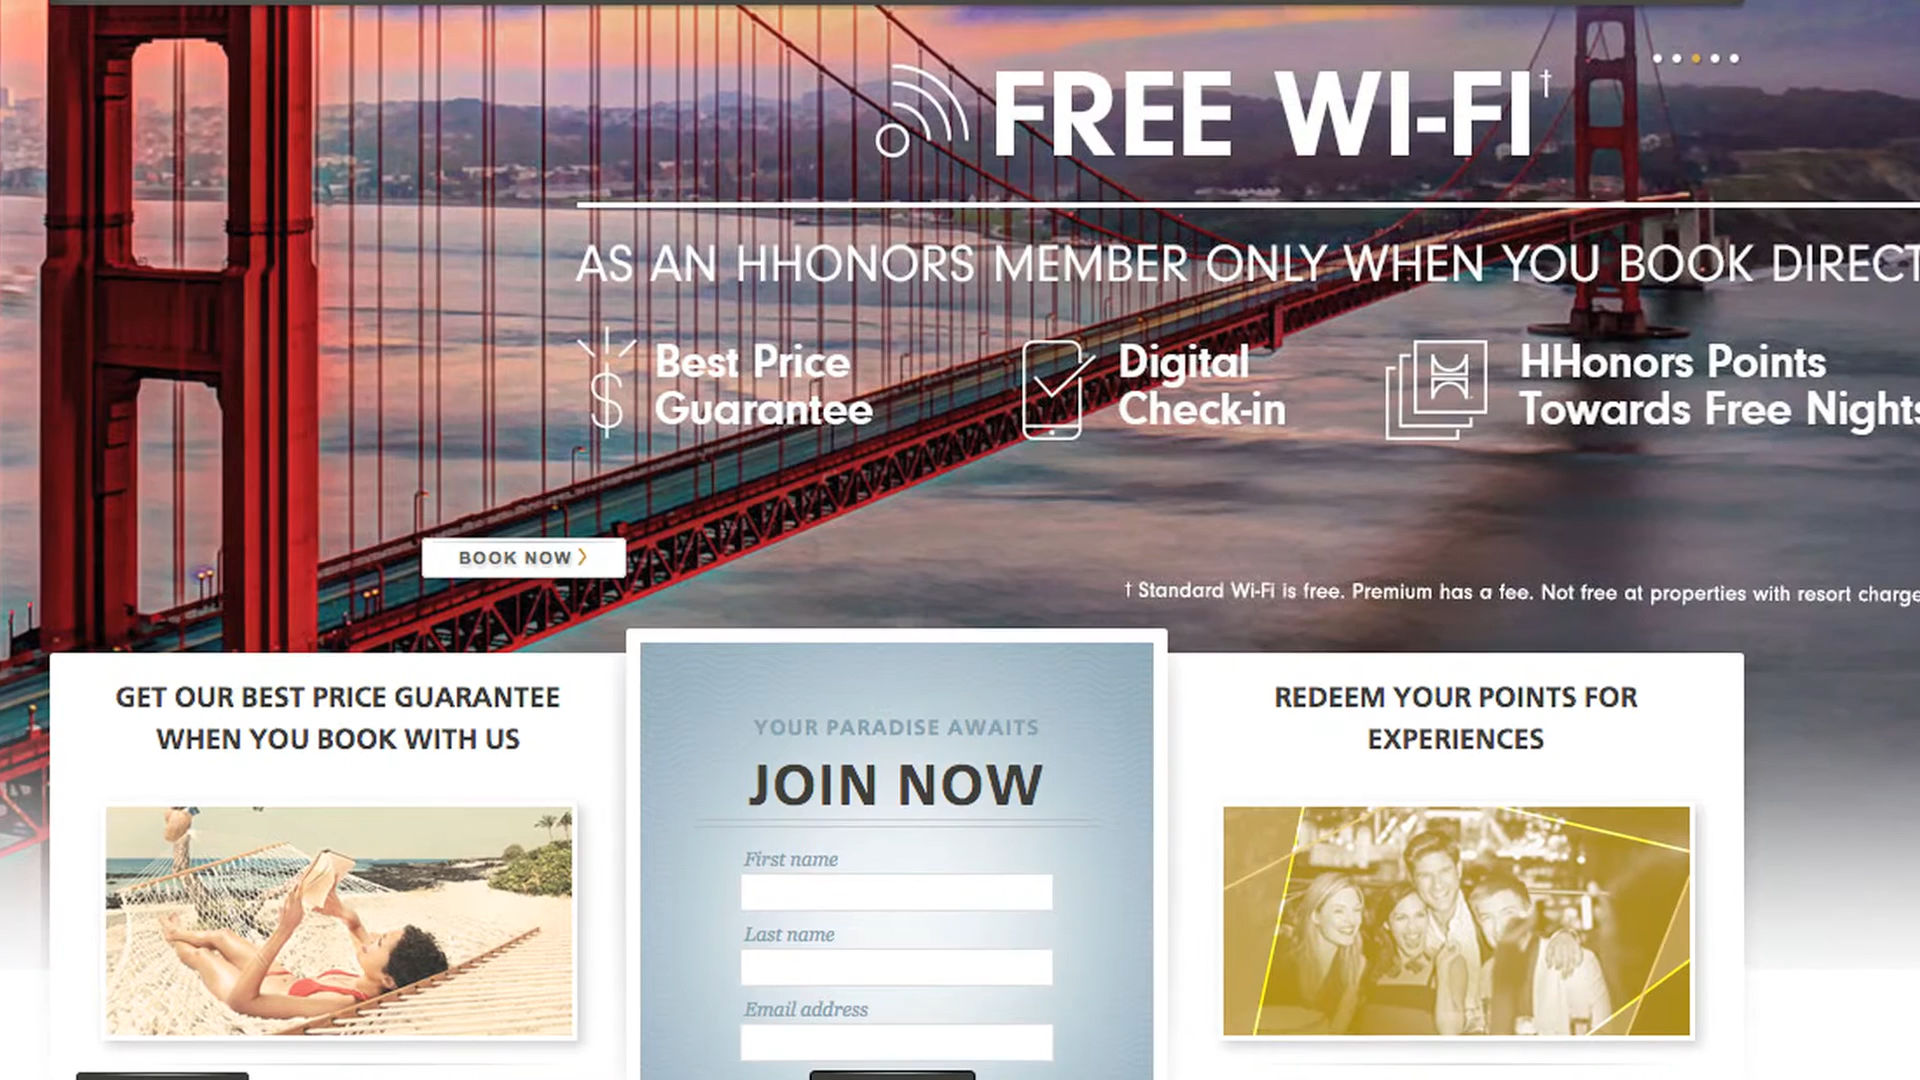 FREE WI-FI†
AS AN HHONORS MEMBER ONLY WHEN YOU BOOK DIRECT
Best Price
Guarantee
Digital
Check-in
HHonors Points
Towards Free Nights
BOOK NOW
† Standard Wi-Fi is free. Premium has a fee. Not free at properties with resort charge
GET OUR BEST PRICE GUARANTEE
WHEN YOU BOOK WITH US
YOUR PARADISE AWAITS
JOIN NOW
First name
Last name
Email address
REDEEM YOUR POINTS FOR
EXPERIENCES